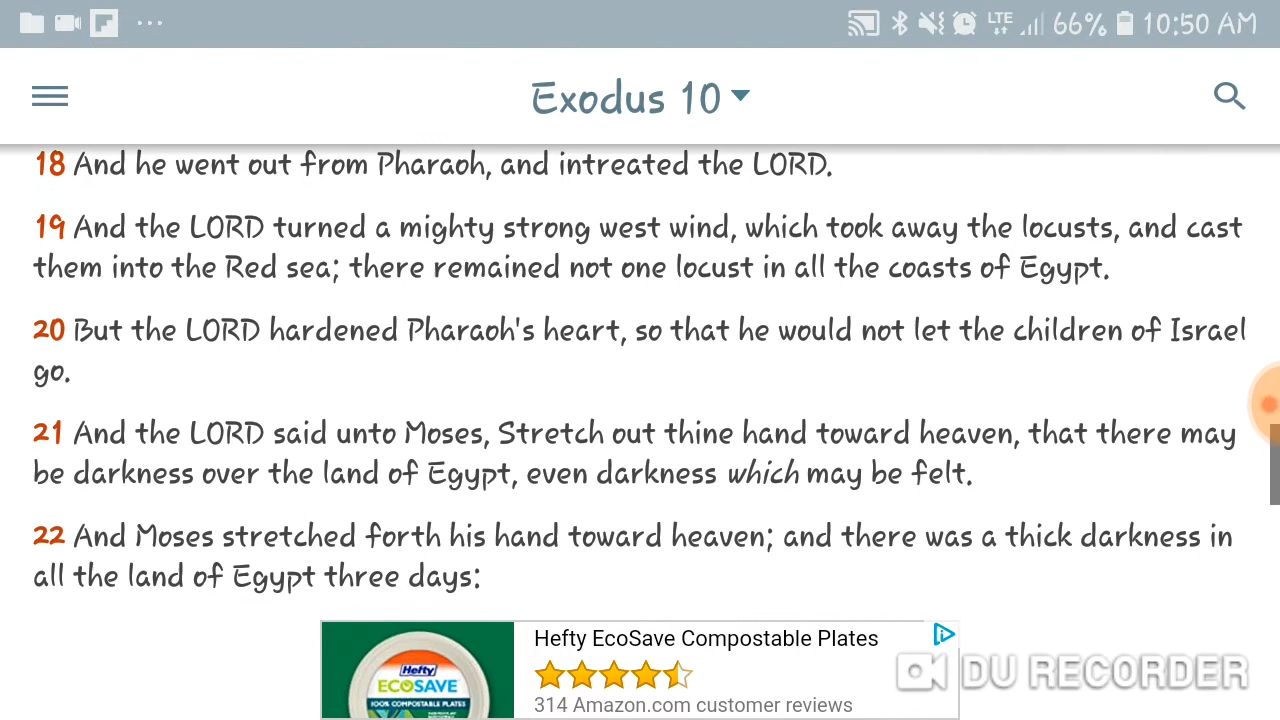 LTE 66% 10:50 AM
Exodus 10
18 And he went out from Pharaoh, and intreated the LORD.
19 And the LORD turned a mighty strong west wind, which took away the locusts, and cast
them into the Red sea; there remained not one locust in all the coasts of Egypt.
20 But the LORD hardened Pharaoh's heart, so that he would not let the children of Israel
go.
21 And the LORD said unto Moses, Stretch out thine hand toward heaven, that there may
be darkness over the land of Egypt, even darkness which may be felt.
22 And Moses stretched forth his hand toward heaven; and there was a thick darkness in
all the land of Egypt three days:
Hefty EcoSave Compostable Plates
Hefty
ECOSAVE
100% COMPOSTABLE PLATES
314 Amazon.com customer reviews
DU RECORDER